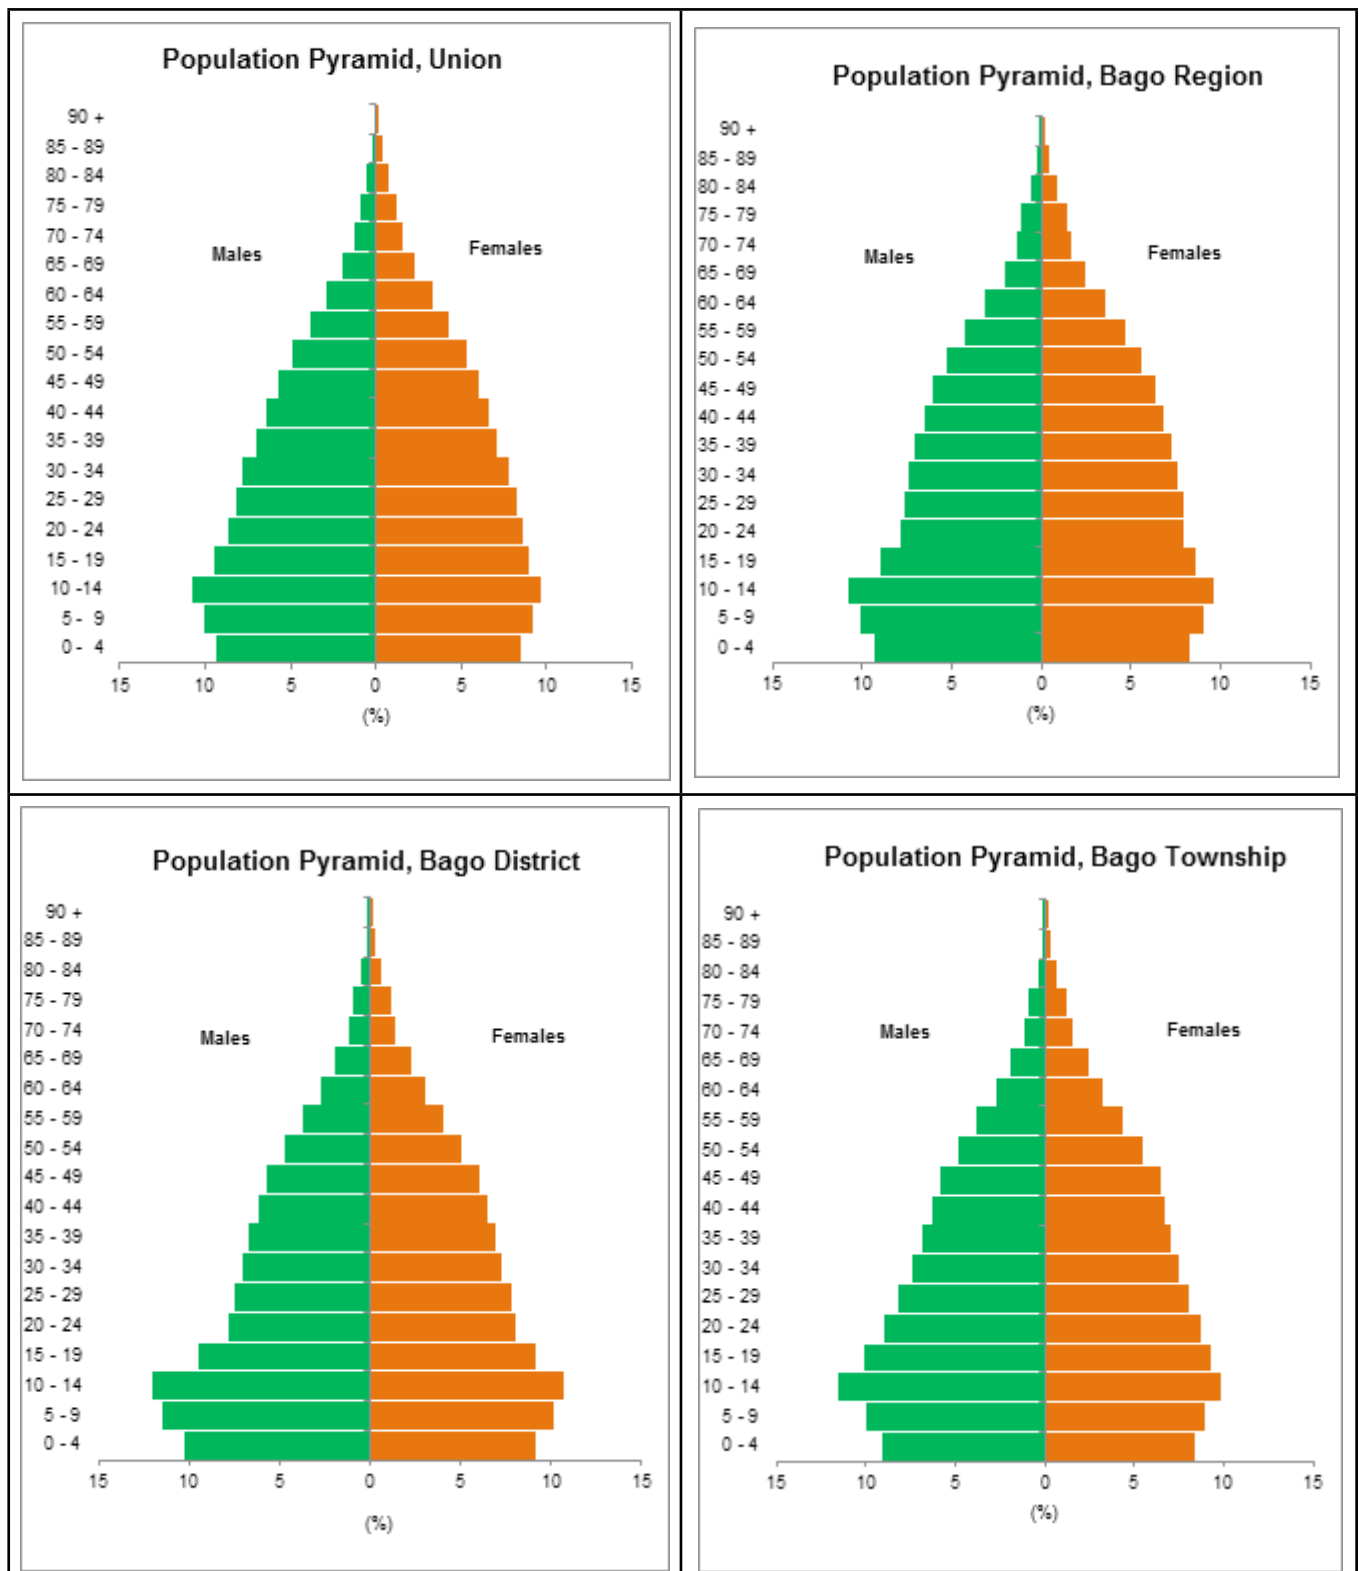 Population Pyramid, Union
90 +
85 - 89
80 - 84
75 - 79
70 - 74
65 - 69
60 - 64
55 - 59
50 - 54
45 - 49
40 - 44
35 - 39
30 - 34
25 - 29
20 - 24
15 - 19
10 -14
5 - 9
0 - 4
Males
Females
15 10 5 0 5 10 15
(%)
Population Pyramid, Bago Region
90 +
85 - 89
80 - 84
75 - 79
70 - 74
65 - 69
60 - 64
55 - 59
50 - 54
45 - 49
40 - 44
35 - 39
30 - 34
25 - 29
20 - 24
15 - 19
10 - 14
5 - 9
0 - 4
Males
Females
15 10 5 0 5 10 15
(%)
Population Pyramid, Bago District
90 +
85 - 89
80 - 84
75 - 79
70 - 74
65 - 69
60 - 64
55 - 59
50 - 54
45 - 49
40 - 44
35 - 39
30 - 34
25 - 29
20 - 24
15 - 19
10 - 14
5 - 9
0 - 4
Males
Females
15 10 5 0 5 10 15
(%)
Population Pyramid, Bago Township
90 +
85 - 89
80 - 84
75 - 79
70 - 74
65 - 69
60 - 64
55 - 59
50 - 54
45 - 49
40 - 44
35 - 39
30 - 34
25 - 29
20 - 24
15 - 19
10 - 14
5 - 9
0 - 4
Males
Females
15 10 5 0 5 10 15
(%)